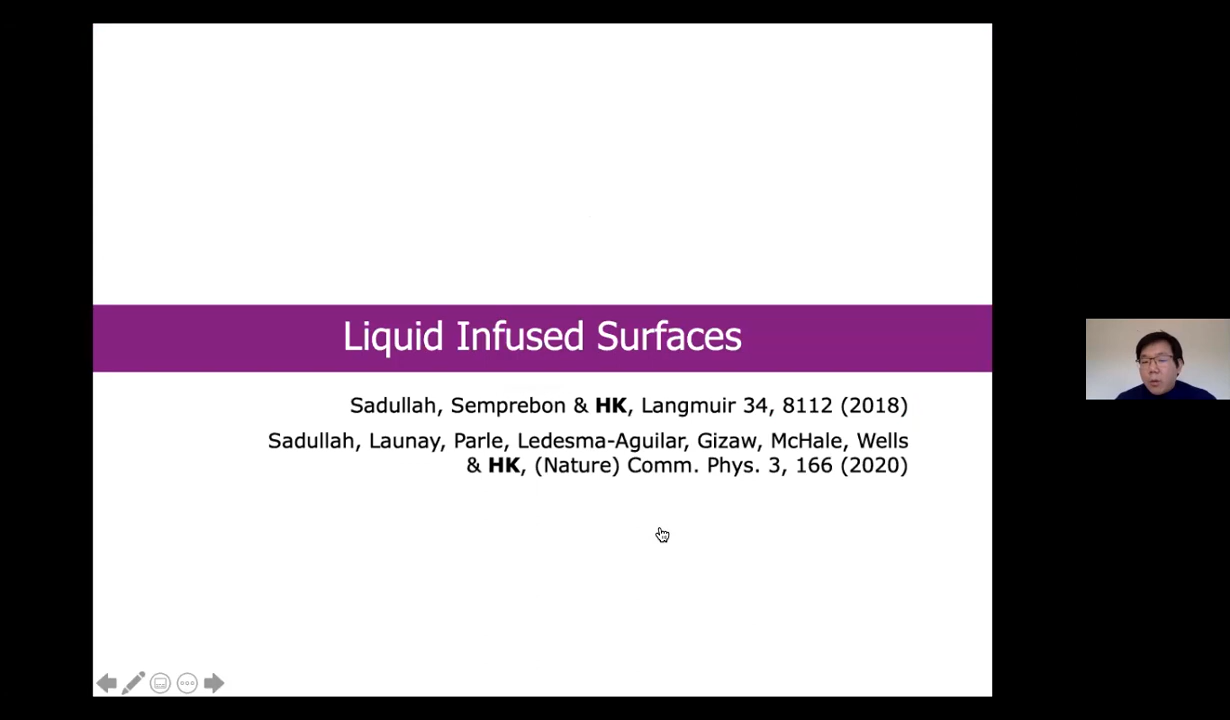 Liquid Infused Surfaces
Sadullah, Semprebon & HK, Langmuir 34, 8112 (2018)
Sadullah, Launay, Parle, Ledesma-Aguilar, Gizaw, McHale, Wells
& HK, (Nature) Comm. Phys. 3, 166 (2020)